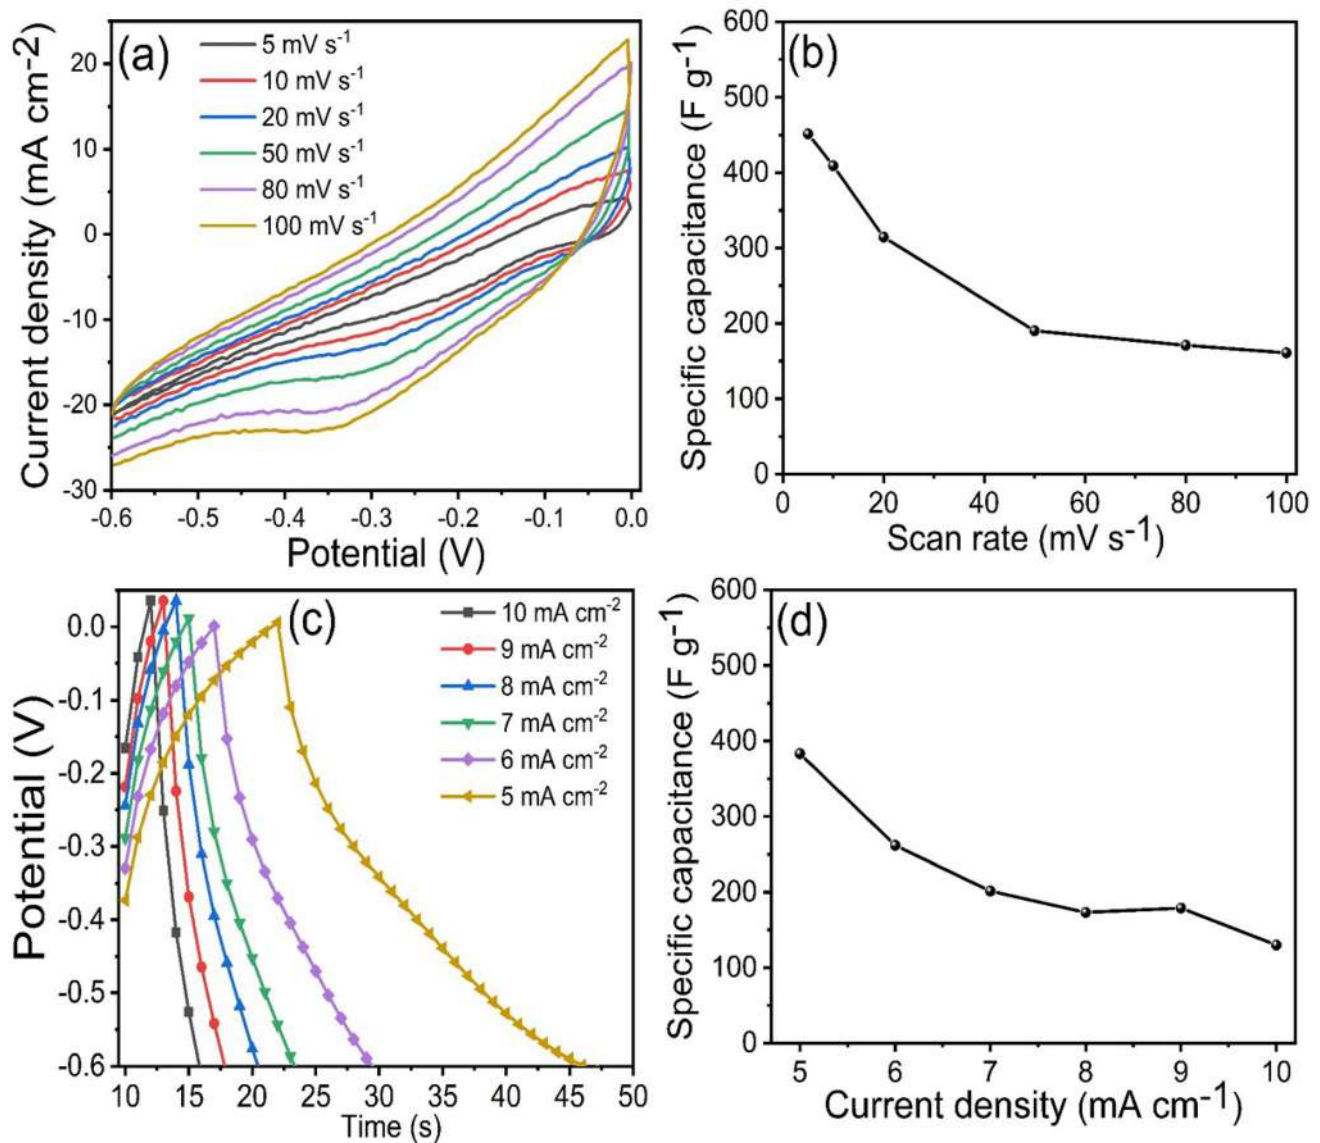 (a)
5 mV s⁻¹
10 mV s⁻¹
20 mV s⁻¹
50 mV s⁻¹
80 mV s⁻¹
100 mV s⁻¹
20
10
0
-10
-20
-30
Current density (mA cm⁻²)
-0.6 -0.5 -0.4 -0.3 -0.2 -0.1 0.0
Potential (V)
(b)
600
500
400
300
200
100
0
Specific capacitance (F g⁻¹)
0 20 40 60 80 100
Scan rate (mV s⁻¹)
(c)
10 mA cm⁻²
9 mA cm⁻²
8 mA cm⁻²
7 mA cm⁻²
6 mA cm⁻²
5 mA cm⁻²
0.0
-0.1
-0.2
-0.3
-0.4
-0.5
-0.6
Potential (V)
10 15 20 25 30 35 40 45 50
Time (s)
(d)
600
500
400
300
200
100
0
Specific capacitance (F g⁻¹)
5 6 7 8 9 10
Current density (mA cm⁻¹)